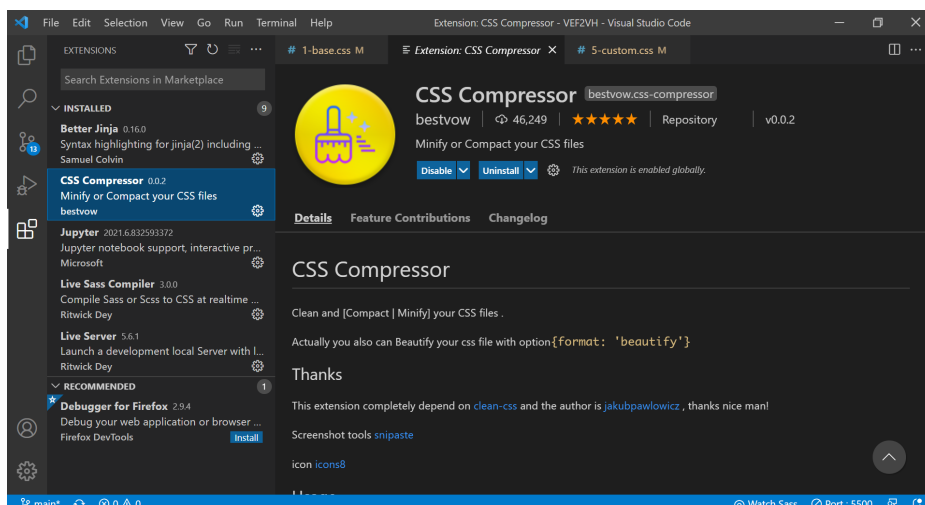 File Edit Selection View Go Run Terminal Help Extension: CSS Compressor - VEF2VH - Visual Studio Code
EXTENSIONS
# 1-base.css M Extension: CSS Compressor # 5-custom.css M
Search Extensions in Marketplace
INSTALLED 9
Better Jinja 0.16.0
Syntax highlighting for jinja(2) including ...
Samuel Colvin
CSS Compressor 0.0.2
Minify or Compact your CSS files
bestvow
Jupyter 2021.6.832593372
Jupyter notebook support, interactive pr...
Microsoft
Live Sass Compiler 3.0.0
Compile Sass or Scss to CSS at realtime ...
Ritwick Dey
Live Server 5.6.1
Launch a development local Server with l...
Ritwick Dey
RECOMMENDED 1
Debugger for Firefox 2.9.4
Debug your web application or browser ...
Firefox DevTools Install
13
CSS Compressor bestvow.css-compressor
bestvow 46,249 Repository v0.0.2
Minify or Compact your CSS files
Disable Uninstall This extension is enabled globally.
Details Feature Contributions Changelog
CSS Compressor
Clean and [Compact | Minify] your CSS files .
Actually you also can Beautify your css file with option{format: 'beautify'}
Thanks
This extension completely depend on clean-css and the author is jakubpawlowicz , thanks nice man!
Screenshot tools snipaste
icon icons8
Usage
main* 0 0 Watch Sass Port : 5500